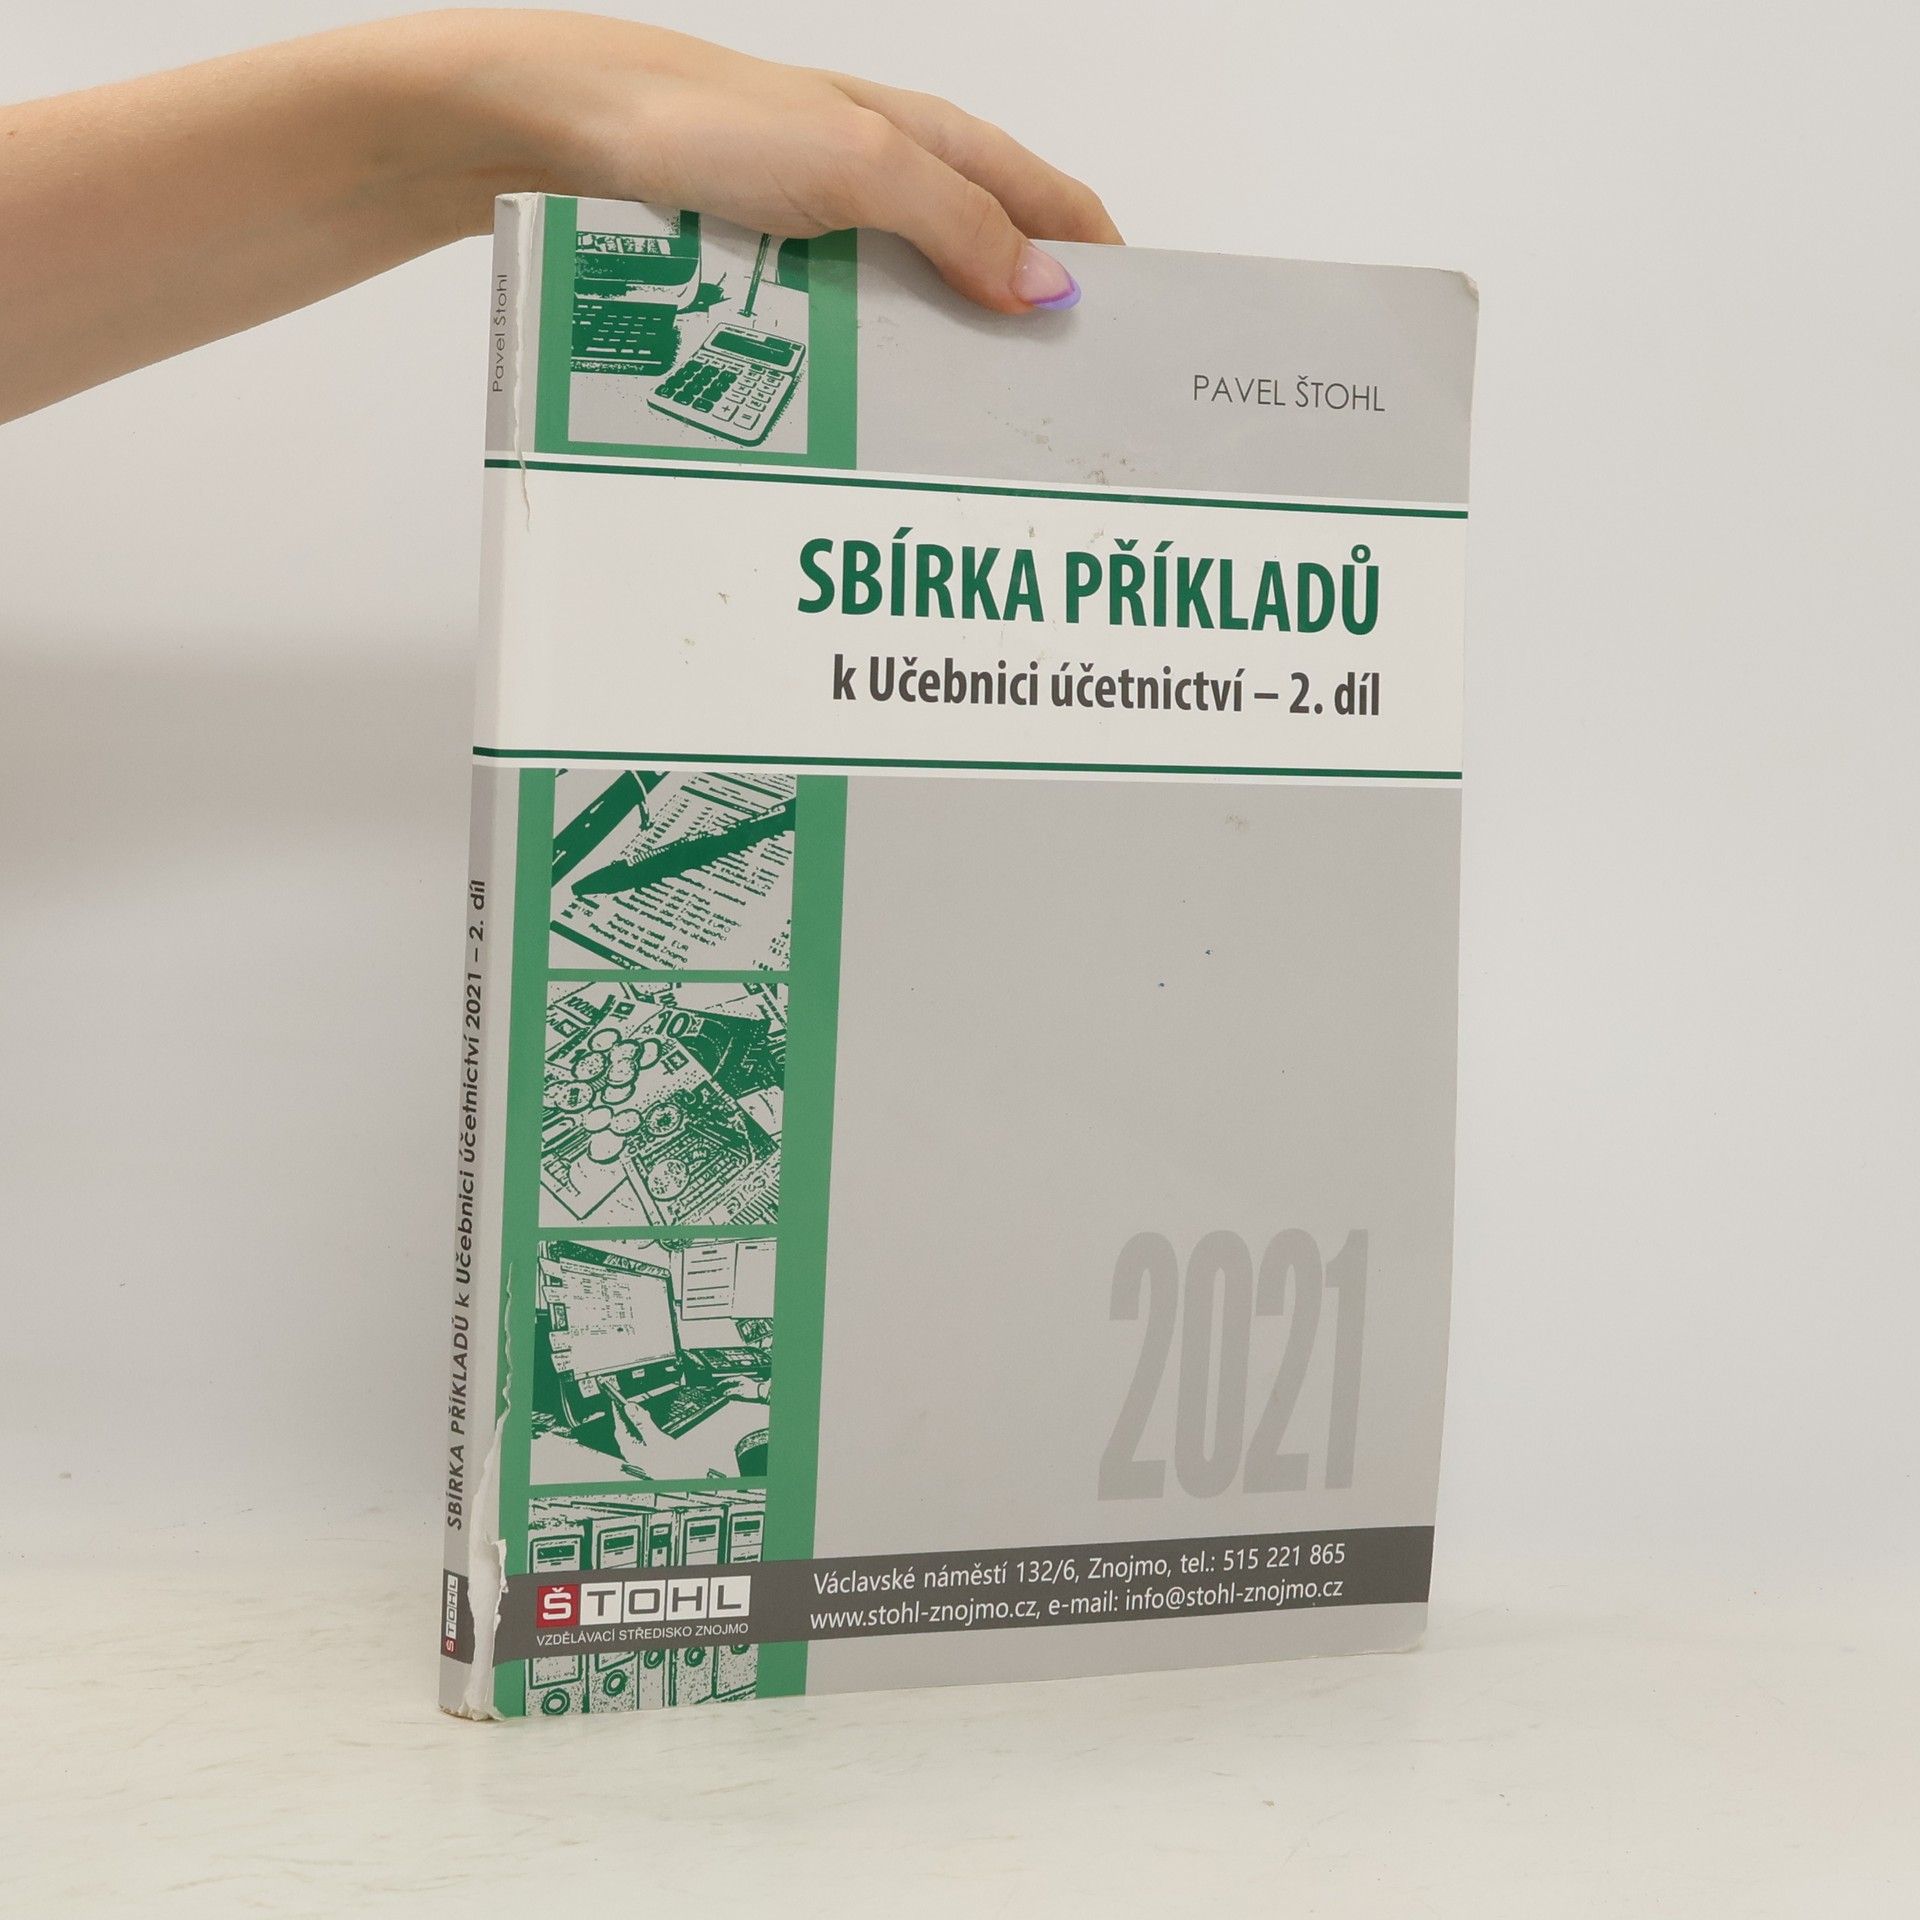 PAVEL ŠTOHL
SBÍRKA PŘÍKLADŮ
k Učebnici účetnictví – 2. díl
2021
ŠTOHL
VZDĚLÁVACÍ STŘEDISKO ZNOJMO
Václavské náměstí 132/6, Znojmo, tel.: 515 221 865
www.stohl-znojmo.cz, e-mail: info@stohl-znojmo.cz
Pavel Štohl
SBÍRKA PŘÍKLADŮ k Učebnici účetnictví 2021 – 2. díl
ŠTOHL